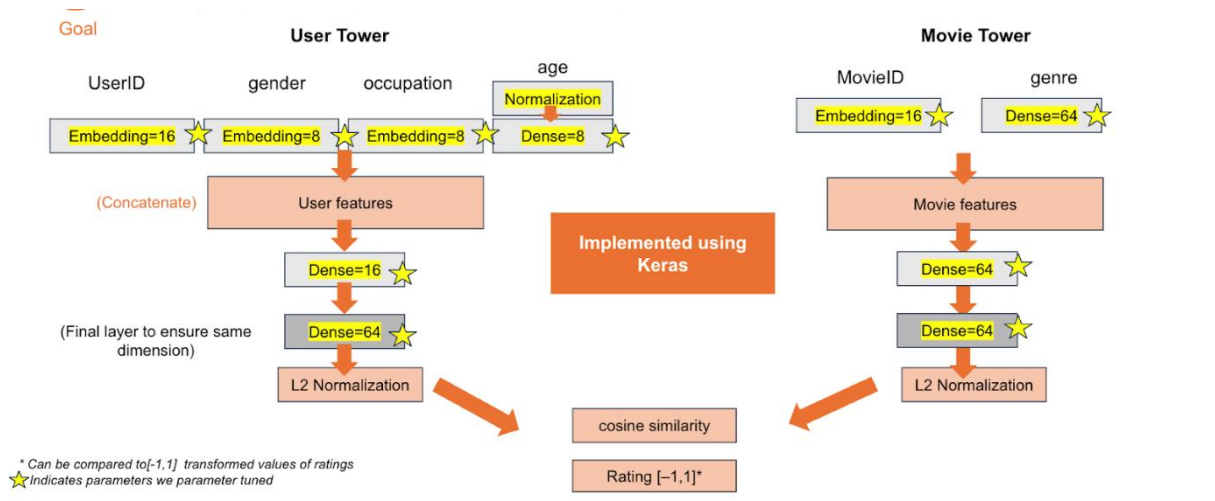 Goal
User Tower
Movie Tower
UserID
gender
occupation
age
MovieID
genre
Normalization
Embedding=16
Embedding=8
Embedding=8
Dense=8
Embedding=16
Dense=64
(Concatenate)
User features
Movie features
Implemented using
Keras
Dense=16
Dense=64
(Final layer to ensure same
dimension)
Dense=64
Dense=64
L2 Normalization
L2 Normalization
cosine similarity
Rating [–1,1]*
* Can be compared to[-1,1] transformed values of ratings
Indicates parameters we parameter tuned